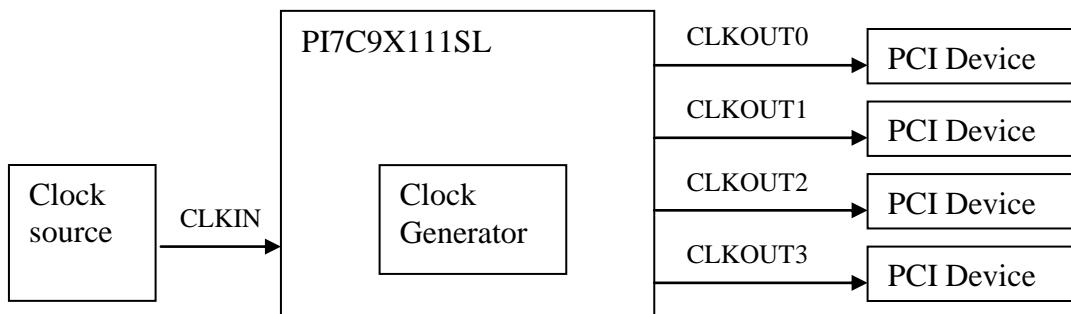 PI7C9X111SL
CLKOUT0
PCI Device
CLKOUT1
PCI Device
Clock
source
CLKIN
Clock
Generator
CLKOUT2
PCI Device
CLKOUT3
PCI Device